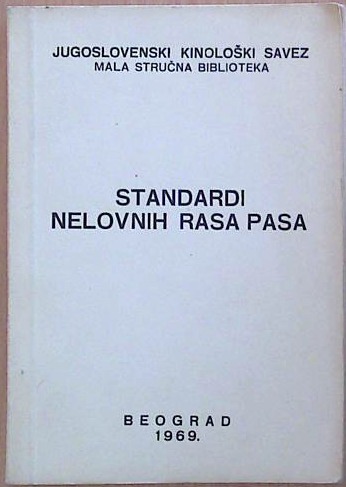 JUGOSLOVENSKI KINOLOŠKI SAVEZ
MALA STRUČNA BIBLIOTEKA
STANDARDI
NELOVNIH RASA PASA
BEOGRAD
1969.